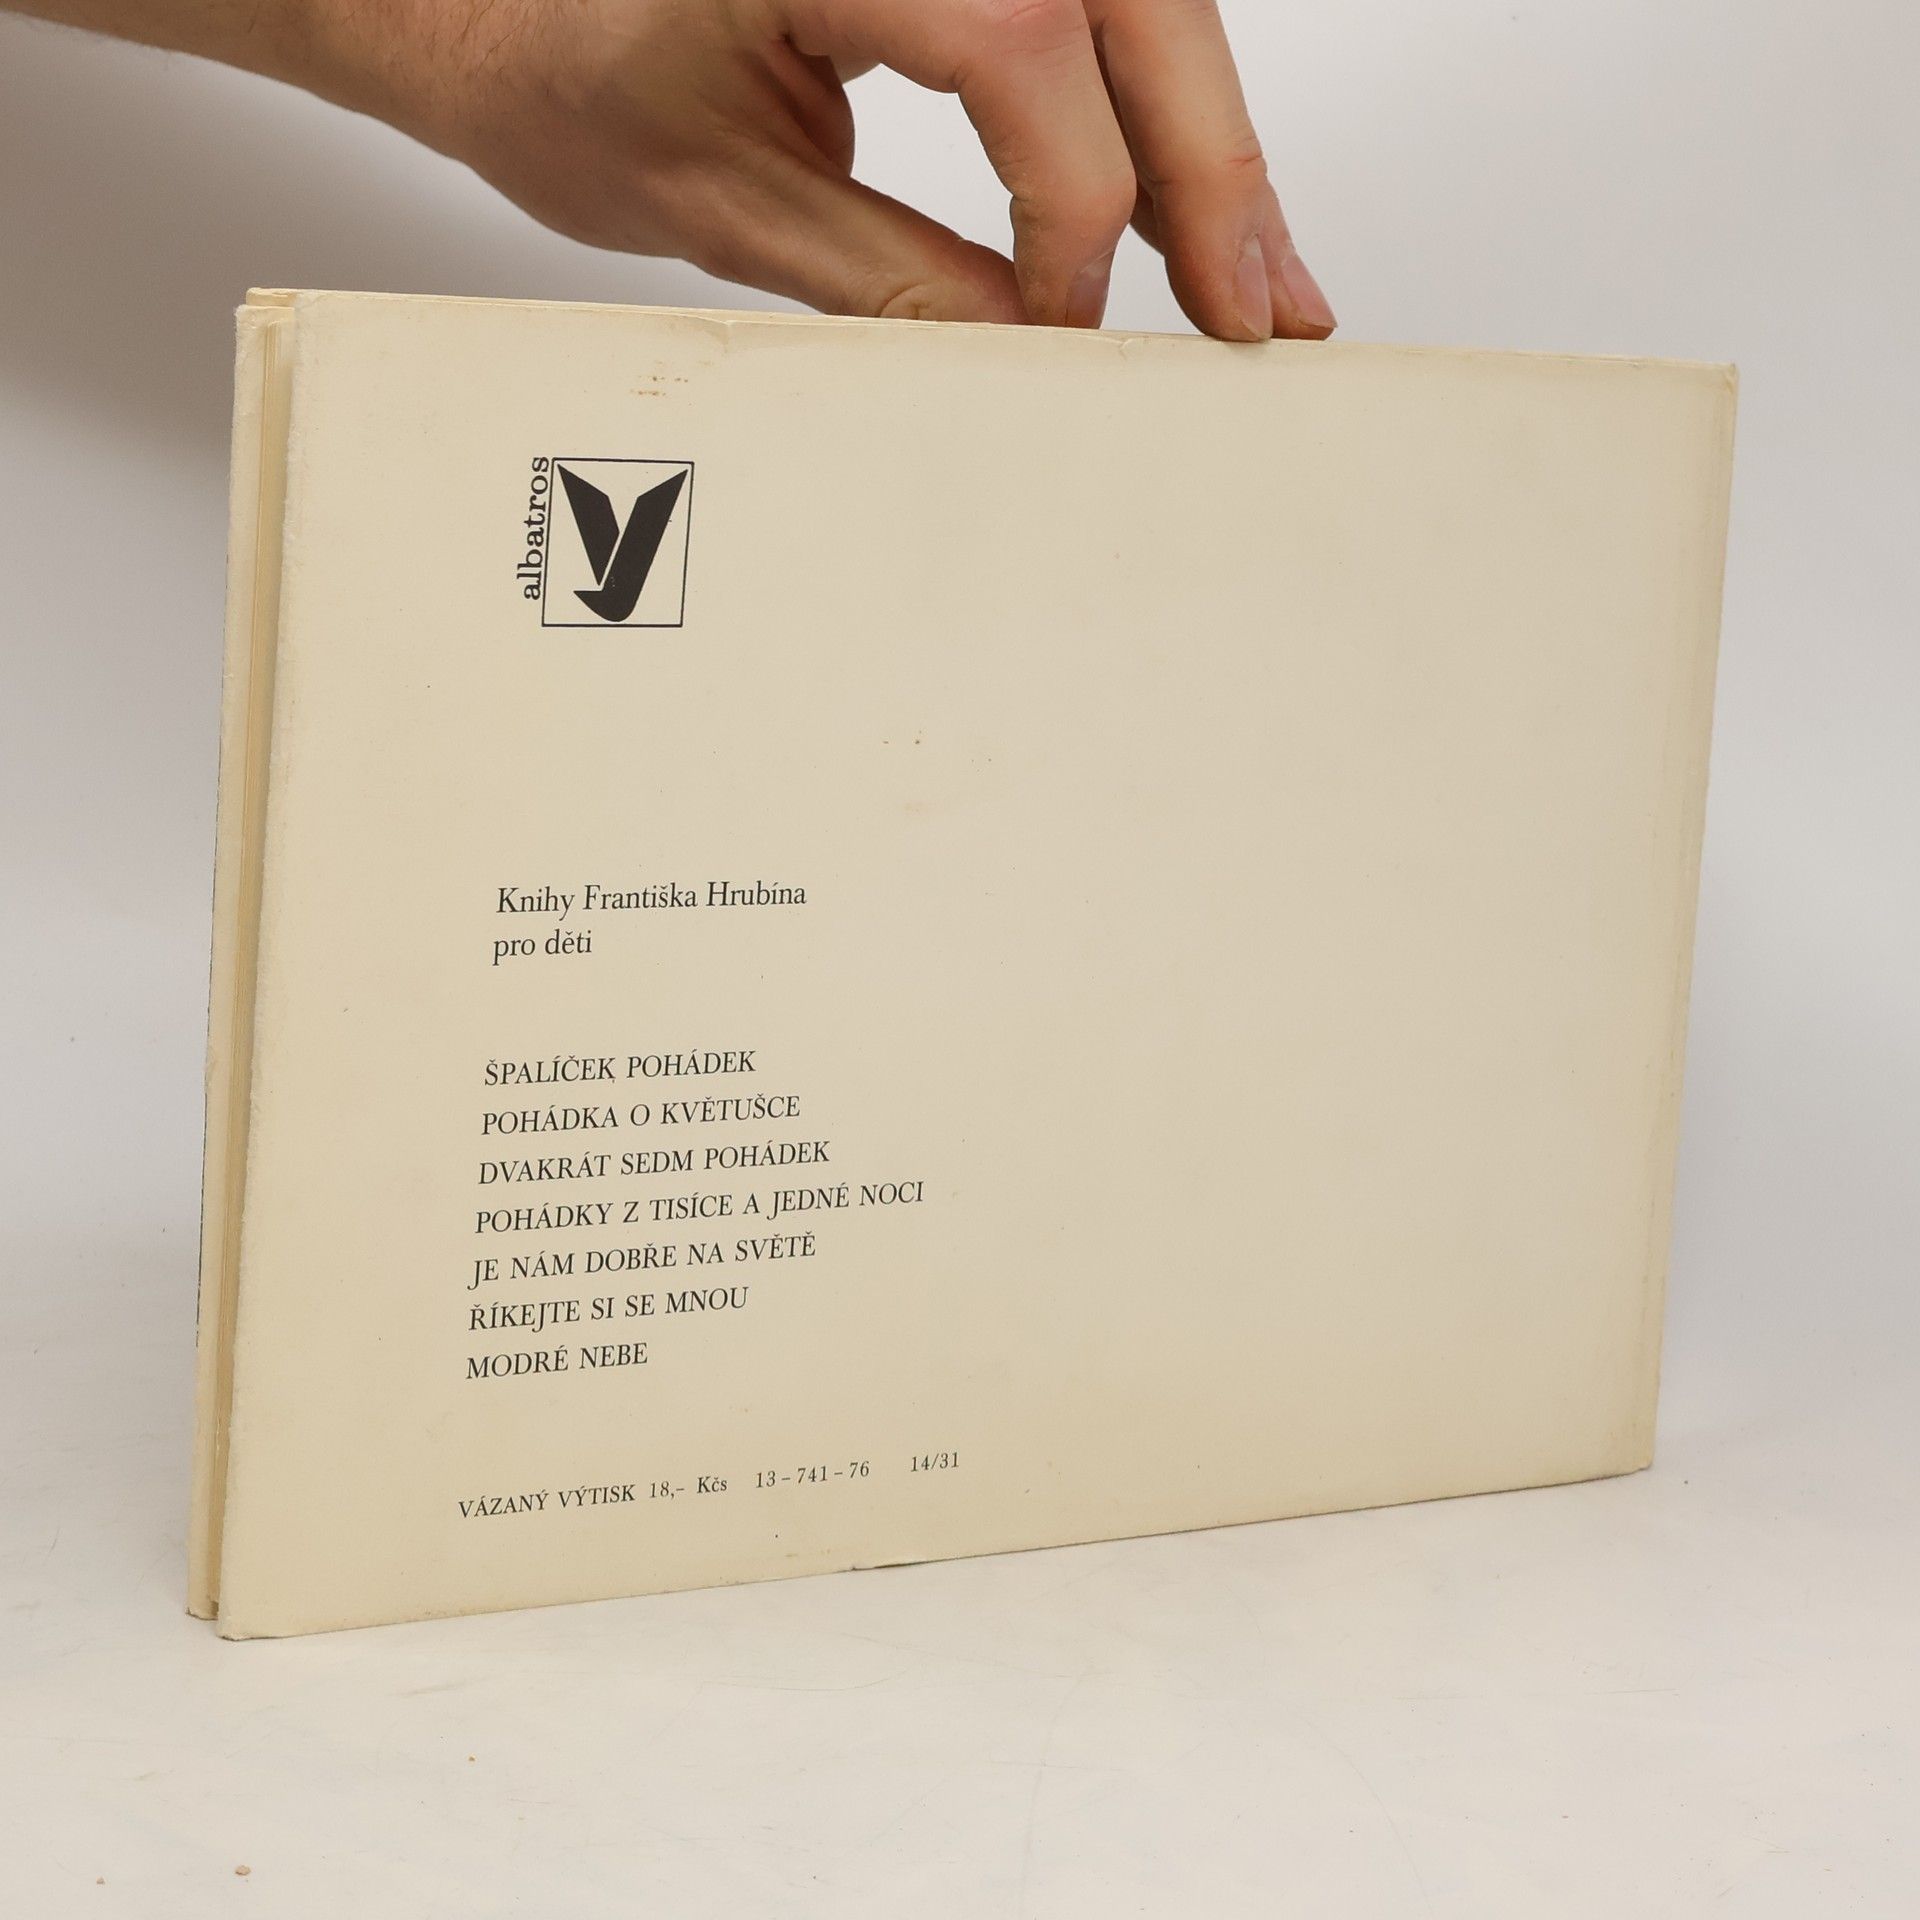 albatros
Knihy Františka Hrubína
pro děti
ŠPALÍČEK POHÁDEK
POHÁDKA O KVĚTUŠCE
DVAKRÁT SEDM POHÁDEK
POHÁDKY Z TISÍCE A JEDNÉ NOCI
JE NÁM DOBŘE NA SVĚTĚ
ŘÍKEJTE SI SE MNOU
MODRÉ NEBE
VÁZANÝ VÝTISK 18,– Kčs 13–741–76 14/31